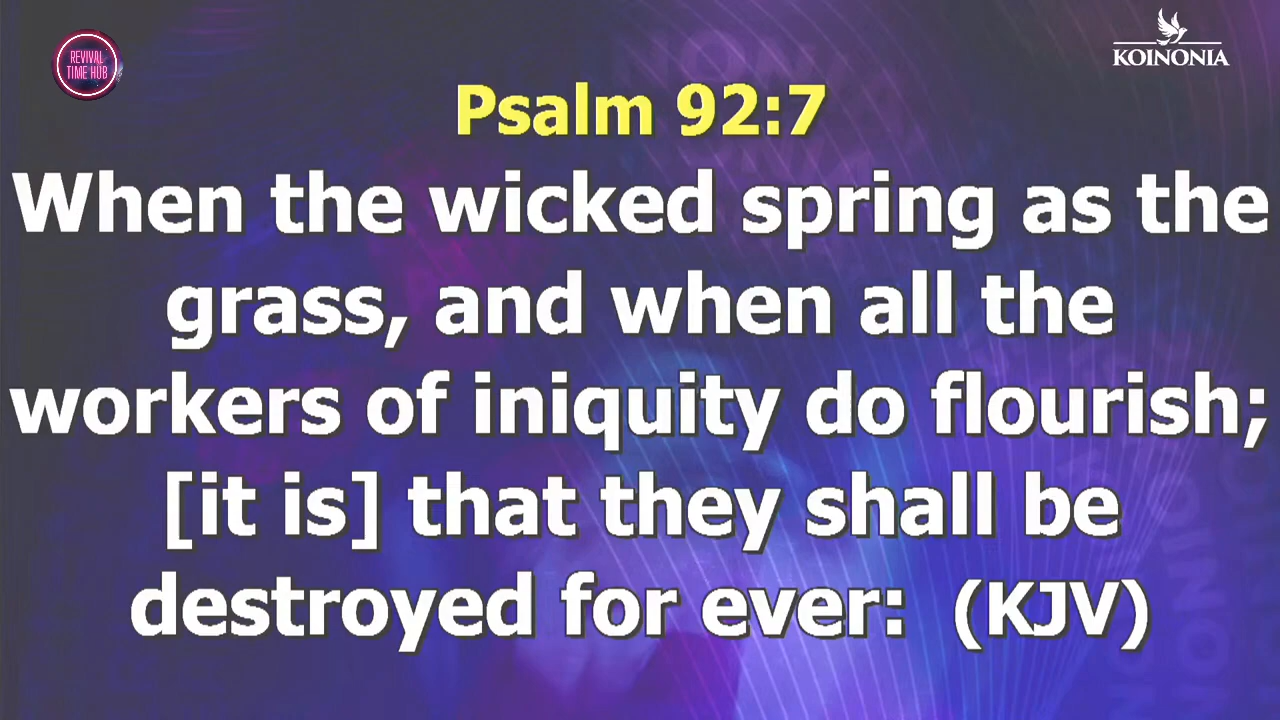 REVIVAL
TIME HUB
KOINONIA
Psalm 92:7
When the wicked spring as the
grass, and when all the
workers of iniquity do flourish;
[it is] that they shall be
destroyed for ever: (KJV)